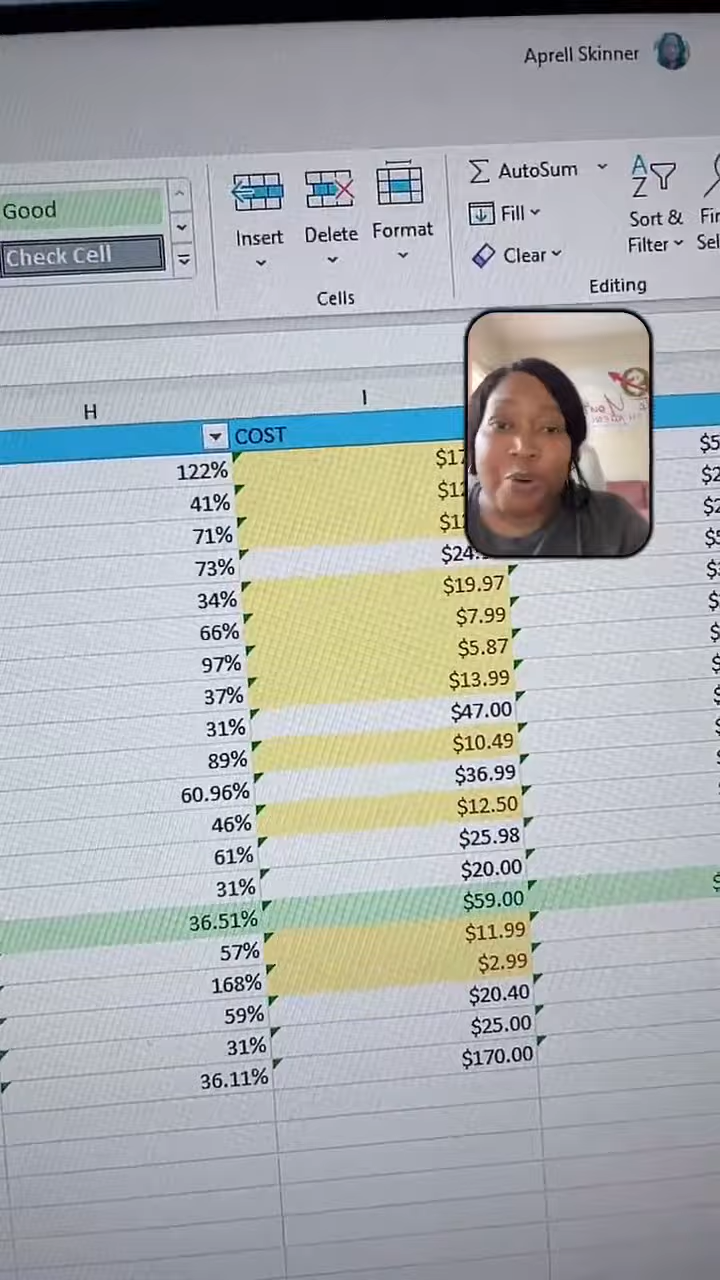 Aprell Skinner
Good
Check Cell
Insert
Delete
Format
Cells
AutoSum
Fill
Clear
Sort &
Filter
Editing
H
I
COST
122%
41%
71%
73%
34% $19.97
66% $7.99
97% $5.87
37% $13.99
31% $47.00
89% $10.49
60.96% $36.99
46% $12.50
61% $25.98
31% $20.00
36.51% $59.00
57% $11.99
168% $2.99
59% $20.40
31% $25.00
36.11% $170.00